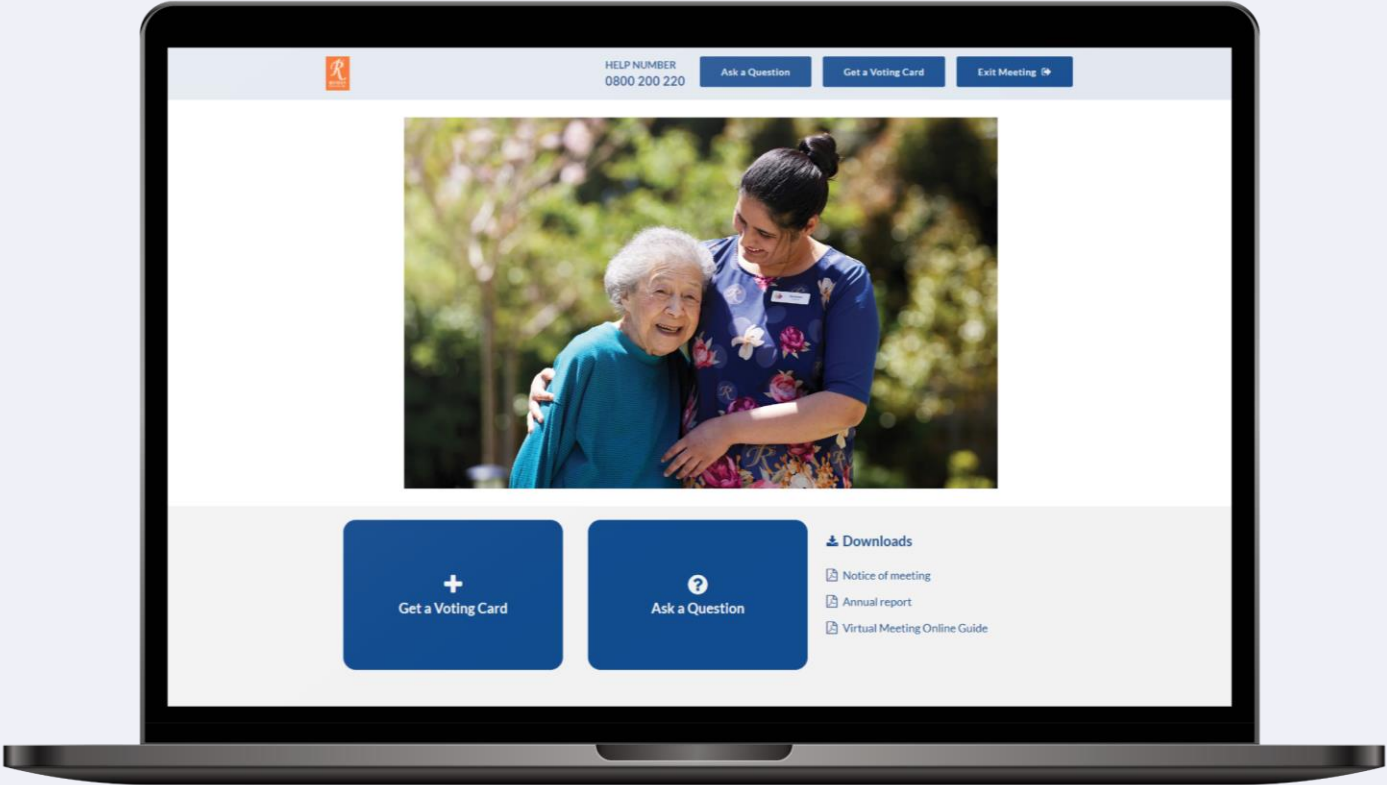 R
HELP NUMBER
0800 200 220
Ask a Question
Get a Voting Card
Exit Meeting
Get a Voting Card
Ask a Question
Downloads
Notice of meeting
Annual report
Virtual Meeting Online Guide